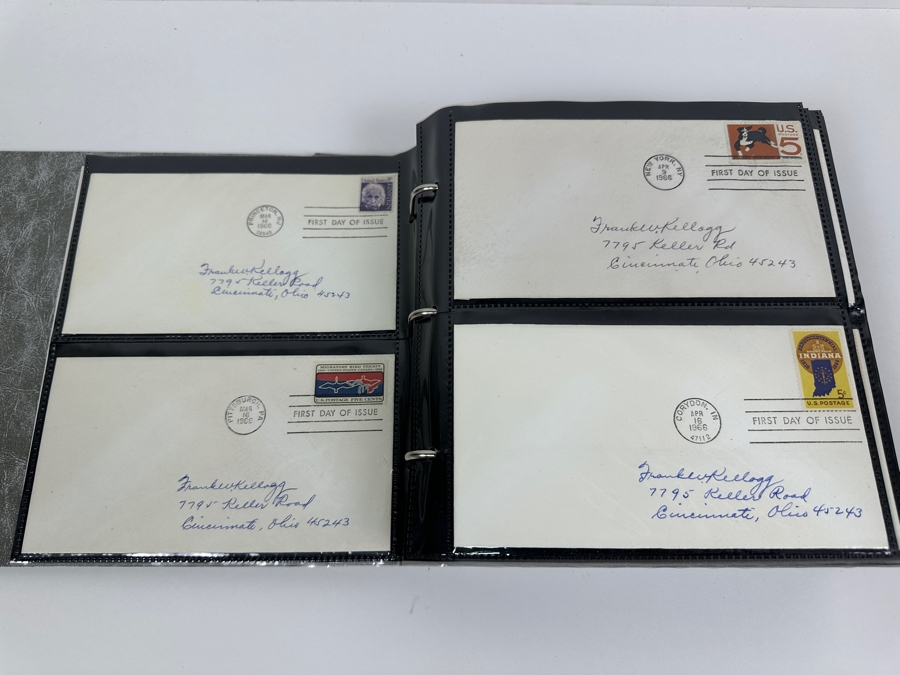 PRINCETON, NJ
MAR
1966
FIRST DAY OF ISSUE
Frank W. Kellogg
7795 Keller Road
Cincinnati, Ohio 45243
MIGRATORY BIRD TREATY
U.S. POSTAGE FIVE CENTS
PITTSBURGH, PA
MAR
16
1966
FIRST DAY OF ISSUE
Frank W. Kellogg
7795 Keller Road
Cincinnati, Ohio 45243
U.S.
POSTAGE
5
NEW YORK, NY
APR
9
1966
FIRST DAY OF ISSUE
Frank W. Kellogg
7795 Keller Rd
Cincinnati, Ohio 45243
INDIANA
5¢
U.S. POSTAGE
CORYDON, IN
APR
16
1966
47112
FIRST DAY OF ISSUE
Frank W. Kellogg
7795 Keller Road
Cincinnati, Ohio 45243